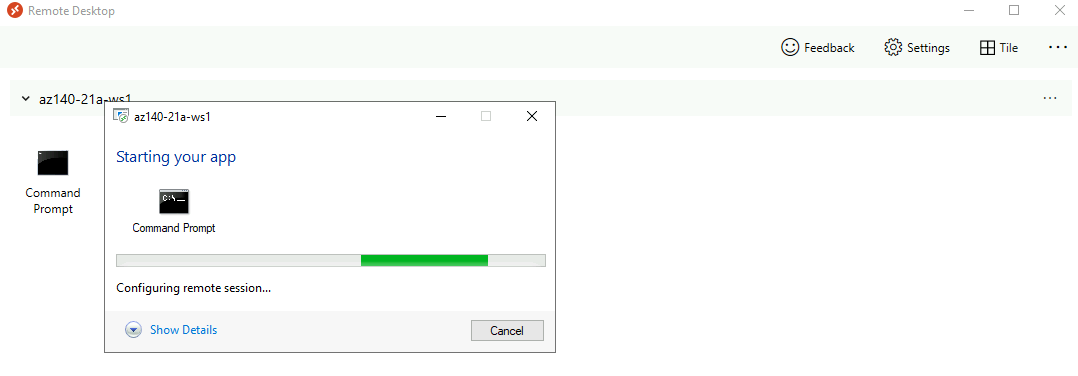 Remote Desktop
Feedback
Settings
Tile
az140-21a-ws1
Command
Prompt
az140-21a-ws1
Starting your app
C:\
Command Prompt
Configuring remote session...
Show Details
Cancel